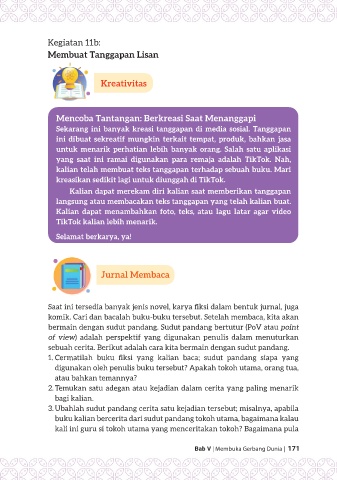 Kegiatan 11b:
Membuat Tanggapan Lisan
Kreativitas
Mencoba Tantangan: Berkreasi Saat Menanggapi
Sekarang ini banyak kreasi tanggapan di media sosial. Tanggapan
ini dibuat sekreatif mungkin terkait tempat, produk, bahkan jasa
untuk menarik perhatian lebih banyak orang. Salah satu aplikasi
yang saat ini ramai digunakan para remaja adalah TikTok. Nah,
kalian telah membuat teks tanggapan terhadap sebuah buku. Mari
kreasikan sedikit lagi untuk diunggah di TikTok.
Kalian dapat merekam diri kalian saat memberikan tanggapan
langsung atau membacakan teks tanggapan yang telah kalian buat.
Kalian dapat menambahkan foto, teks, atau lagu latar agar video
TikTok kalian lebih menarik.
Selamat berkarya, ya!
Jurnal Membaca
Saat ini tersedia banyak jenis novel, karya fiksi dalam bentuk jurnal, juga
komik. Cari dan bacalah buku-buku tersebut. Setelah membaca, kita akan
bermain dengan sudut pandang. Sudut pandang bertutur (PoV atau point
of view) adalah perspektif yang digunakan penulis dalam menuturkan
sebuah cerita. Berikut adalah cara kita bermain dengan sudut pandang.
1. Cermatilah buku fiksi yang kalian baca; sudut pandang siapa yang
digunakan oleh penulis buku tersebut? Apakah tokoh utama, orang tua,
atau bahkan temannya?
2. Temukan satu adegan atau kejadian dalam cerita yang paling menarik
bagi kalian.
3. Ubahlah sudut pandang cerita satu kejadian tersebut; misalnya, apabila
buku kalian bercerita dari sudut pandang tokoh utama, bagaimana kalau
kali ini guru si tokoh utama yang menceritakan tokoh? Bagaimana pula
Bab V | Membuka Gerbang Dunia | 171